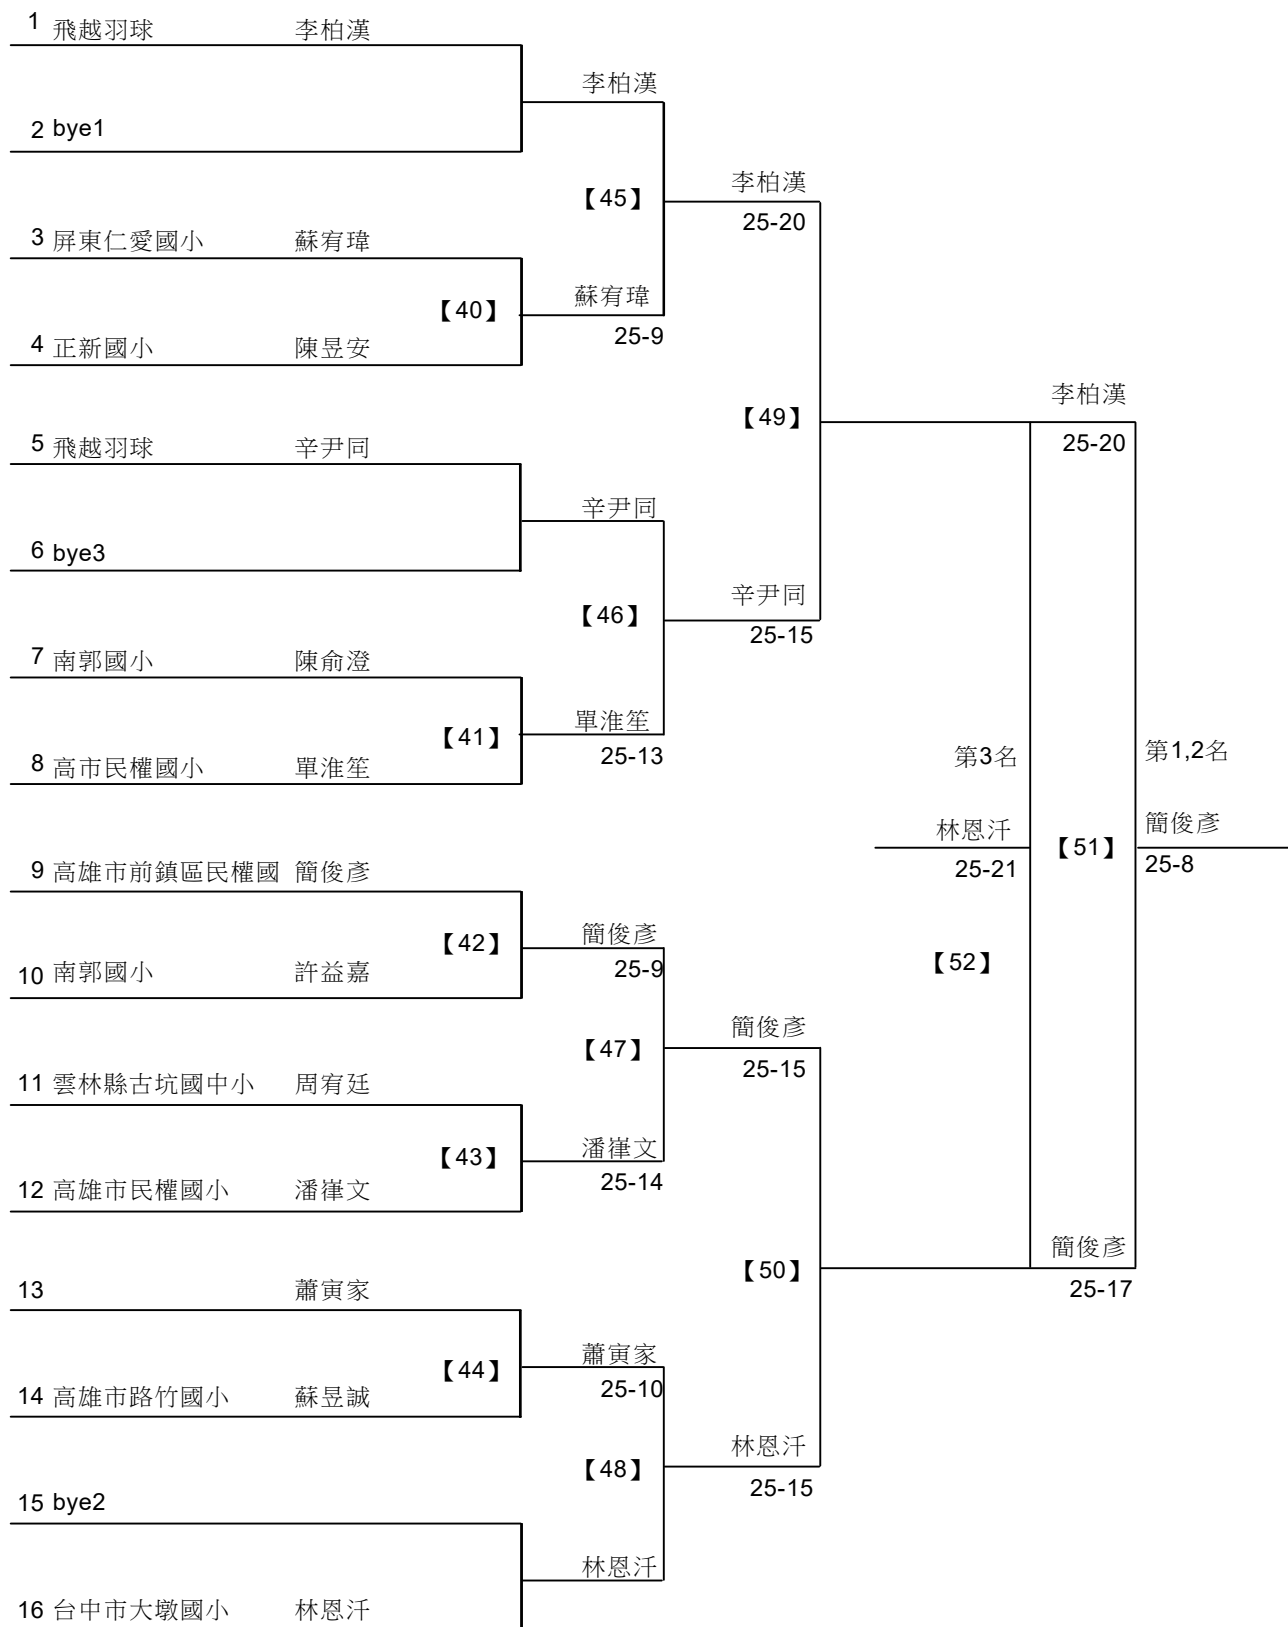 1 飛越羽球 李柏漢
李柏漢
2 bye1
李柏漢
【45】
25-20
3 屏東仁愛國小 蘇宥瑋
蘇宥瑋
【40】
25-9
4 正新國小 陳昱安
李柏漢
【49】
25-20
5 飛越羽球 辛尹同
辛尹同
6 bye3
辛尹同
【46】
25-15
7 南郭國小 陳俞澄
單淮笙
【41】
25-13
8 高市民權國小 單淮笙
第3名
第1,2名
林恩汘
簡俊彥
【51】
25-21
25-8
9 高雄市前鎮區民權國 簡俊彥
簡俊彥
【42】
25-9
【52】
10 南郭國小 許益嘉
簡俊彥
【47】
25-15
11 雲林縣古坑國中小 周宥廷
潘嵂文
【43】
25-14
12 高雄市民權國小 潘嵂文
簡俊彥
【50】
25-17
13 蕭寅家
蕭寅家
【44】
25-10
14 高雄市路竹國小 蘇昱誠
林恩汘
【48】
25-15
15 bye2
林恩汘
16 台中市大墩國小 林恩汘